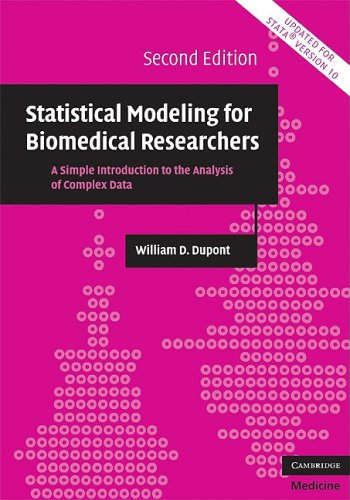 UPDATED FOR
STATA® VERSION 10
Second Edition
Statistical Modeling for
Biomedical Researchers
A Simple Introduction to the Analysis
of Complex Data
William D. Dupont
CAMBRIDGE
Medicine